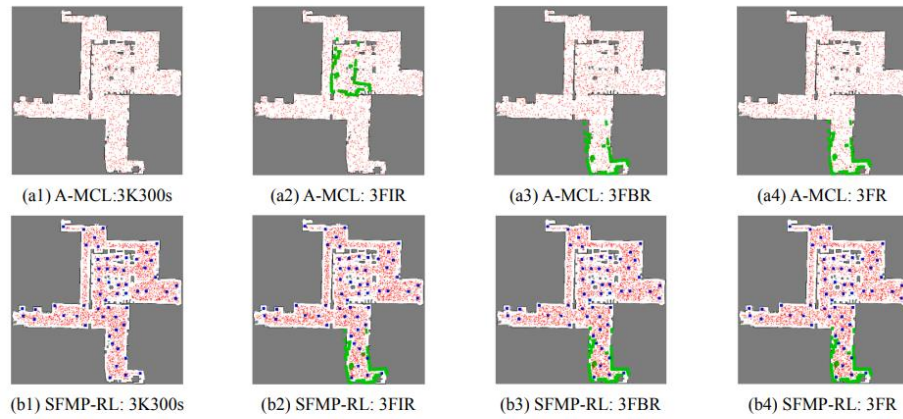 (a1) A-MCL:3K300s
(a2) A-MCL: 3FIR
(a3) A-MCL: 3FBR
(a4) A-MCL: 3FR
(b1) SFMP-RL: 3K300s
(b2) SFMP-RL: 3FIR
(b3) SFMP-RL: 3FBR
(b4) SFMP-RL: 3FR